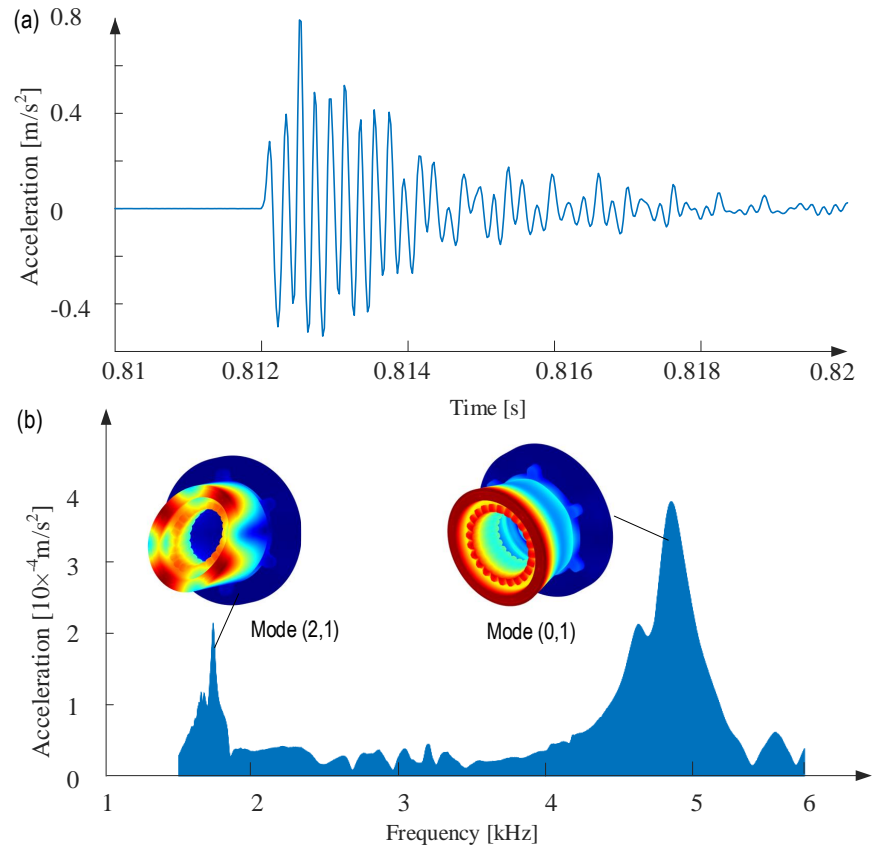 (a)
0.8
0.4
0
-0.4
Acceleration [m/s²]
0.81
0.812
0.814
0.816
0.818
0.82
Time [s]
(b)
4
3
2
1
0
Acceleration [10×⁻⁴m/s²]
Mode (2,1)
Mode (0,1)
1
2
3
4
5
6
Frequency [kHz]